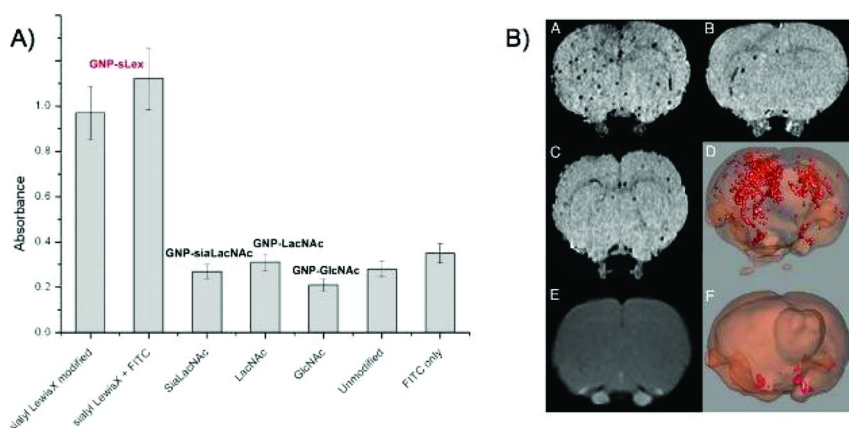 A)
GNP-sLex
GNP-siaLacNAc
GNP-LacNAc
GNP-GlcNAc
Absorbance
1.0
0.8
0.6
0.4
0.2
0.0
sialyl LewisX modified
sialyl LewisX + FITC
SiaLacNAc
LacNAc
GlcNAc
Unmodified
FITC only
B)
A
B
C
D
E
F